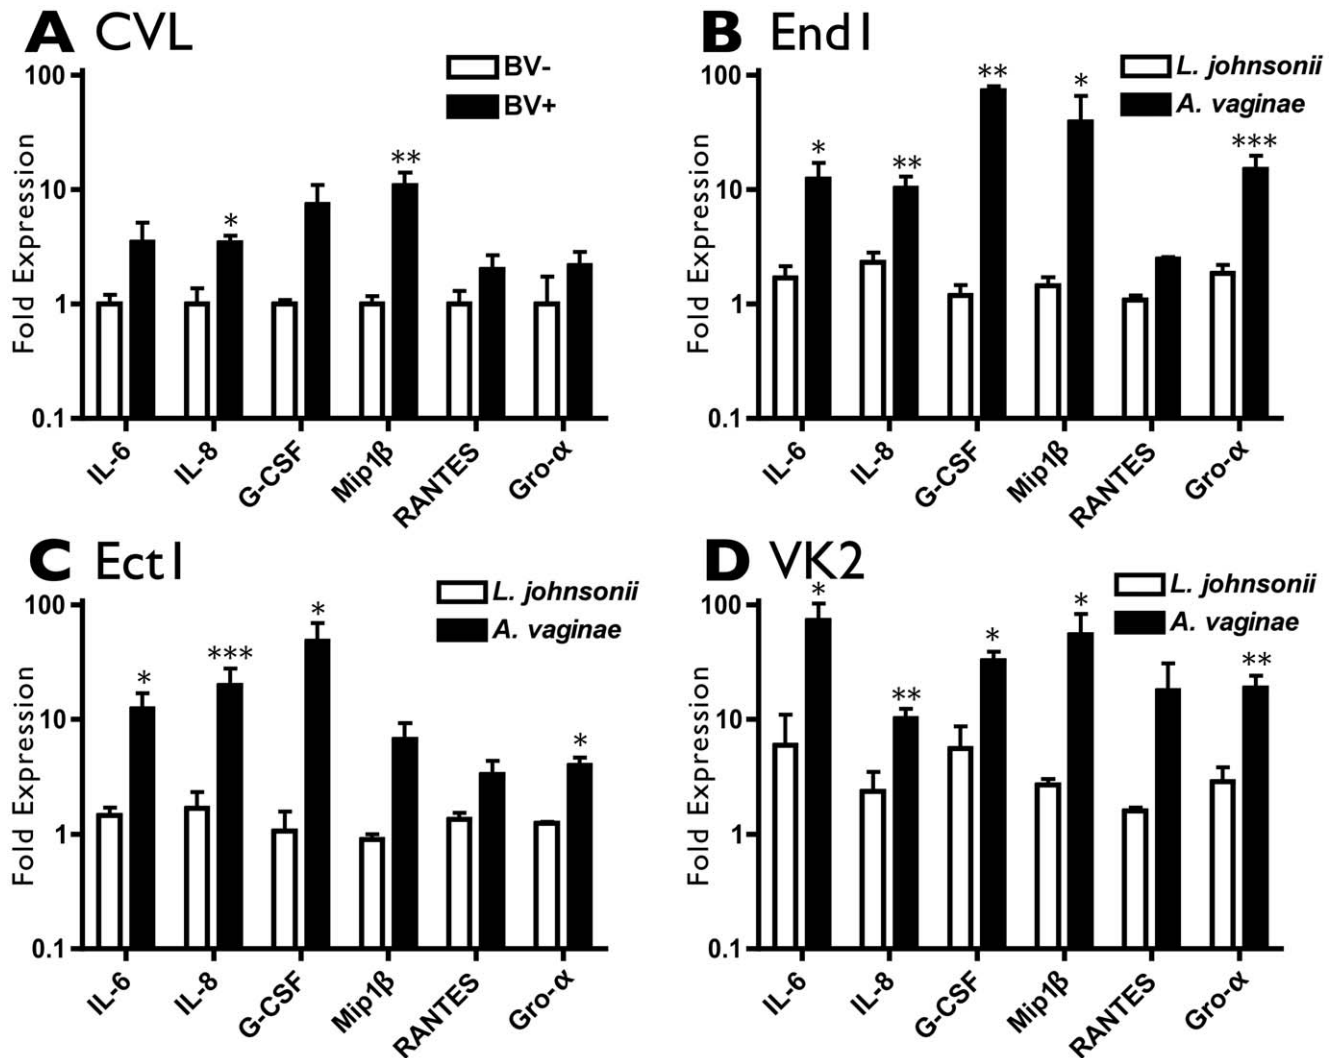 A CVL
BV-
BV+
Fold Expression
100
10
1
0.1
*
**
IL-6
IL-8
G-CSF
Mip1β
RANTES
Gro-α
B End1
L. johnsonii
A. vaginae
Fold Expression
100
10
1
0.1
*
**
**
*
***
IL-6
IL-8
G-CSF
Mip1β
RANTES
Gro-α
C Ect1
L. johnsonii
A. vaginae
Fold Expression
100
10
1
0.1
*
***
*
*
IL-6
IL-8
G-CSF
Mip1β
RANTES
Gro-α
D VK2
L. johnsonii
A. vaginae
Fold Expression
100
10
1
0.1
*
**
*
*
**
IL-6
IL-8
G-CSF
Mip1β
RANTES
Gro-α